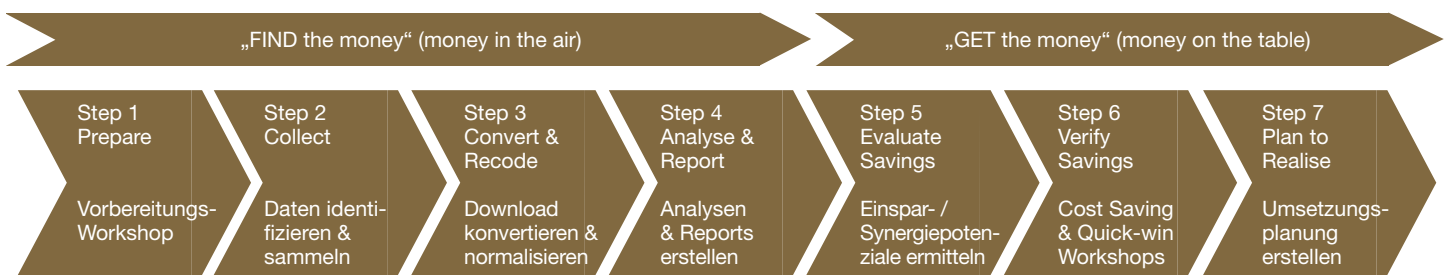 „FIND the money“ (money in the air)
„GET the money“ (money on the table)
Step 1
Prepare
Vorbereitungs-
Workshop
Step 2
Collect
Daten identi-
fizieren &
sammeln
Step 3
Convert &
Recode
Download
konvertieren &
normalisieren
Step 4
Analyse &
Report
Analysen
& Reports
erstellen
Step 5
Evaluate
Savings
Einspar- /
Synergiepoten-
ziale ermitteln
Step 6
Verify
Savings
Cost Saving
& Quick-win
Workshops
Step 7
Plan to
Realise
Umsetzungs-
planung
erstellen